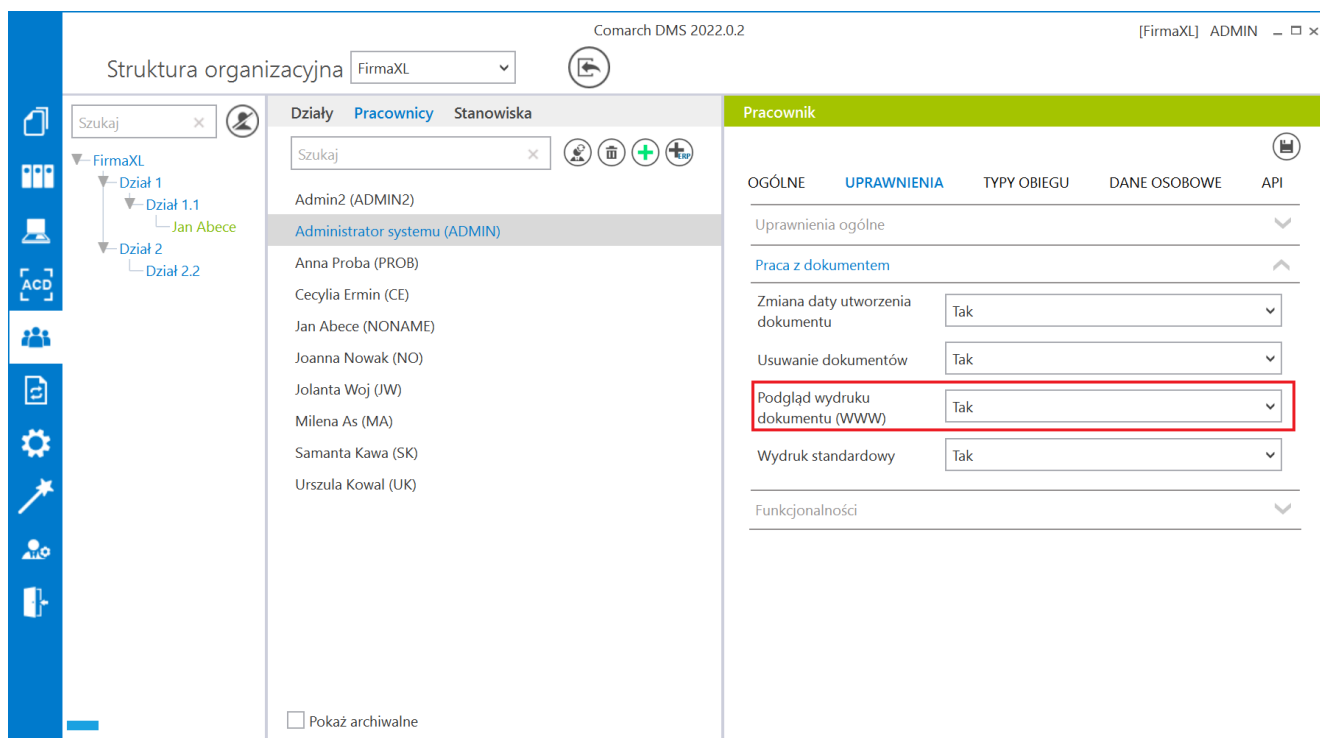 Comarch DMS 2022.0.2
[FirmaXL] ADMIN
Struktura organizacyjna FirmaXL
Szukaj
FirmaXL
Dział 1
Dział 1.1
Jan Abece
Dział 2
Dział 2.2
ACD
Działy Pracownicy Stanowiska
Szukaj
ERP
Admin2 (ADMIN2)
Administrator systemu (ADMIN)
Anna Proba (PROB)
Cecylia Ermin (CE)
Jan Abece (NONAME)
Joanna Nowak (NO)
Jolanta Woj (JW)
Milena As (MA)
Samanta Kawa (SK)
Urszula Kowal (UK)
Pokaż archiwalne
Pracownik
OGÓLNE UPRAWNIENIA TYPY OBIEGU DANE OSOBOWE API
Uprawnienia ogólne
Praca z dokumentem
Zmiana daty utworzenia
dokumentu
Tak
Usuwanie dokumentów Tak
Podgląd wydruku
dokumentu (WWW)
Tak
Wydruk standardowy Tak
Funkcjonalności